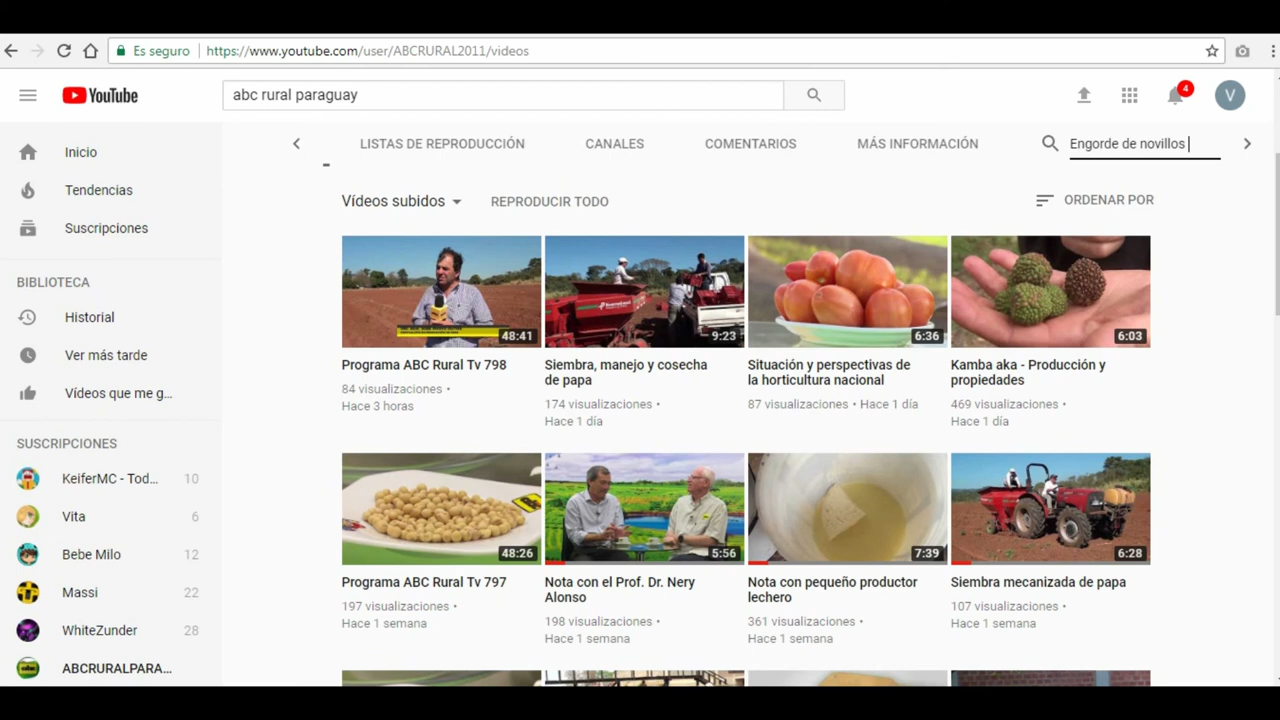 Es seguro https://www.youtube.com/user/ABCRURAL2011/videos
YouTube
abc rural paraguay
4
V
LISTAS DE REPRODUCCIÓN CANALES COMENTARIOS MÁS INFORMACIÓN Engorde de novillos
Inicio
Tendencias
Suscripciones
BIBLIOTECA
Historial
Ver más tarde
Vídeos que me g...
SUSCRIPCIONES
KeiferMC - Tod... 10
Vita 6
Bebe Milo 12
Massi 22
WhiteZunder 28
ABCRURALPARA...
Vídeos subidos REPRODUCIR TODO ORDENAR POR
48:41
Programa ABC Rural Tv 798
84 visualizaciones •
Hace 3 horas
9:23
Siembra, manejo y cosecha
de papa
174 visualizaciones •
Hace 1 día
6:36
Situación y perspectivas de
la horticultura nacional
87 visualizaciones • Hace 1 día
6:03
Kamba aka - Producción y
propiedades
469 visualizaciones •
Hace 1 día
48:26
Programa ABC Rural Tv 797
197 visualizaciones •
Hace 1 semana
5:56
Nota con el Prof. Dr. Nery
Alonso
198 visualizaciones •
Hace 1 semana
7:39
Nota con pequeño productor
lechero
361 visualizaciones •
Hace 1 semana
6:28
Siembra mecanizada de papa
107 visualizaciones •
Hace 1 semana